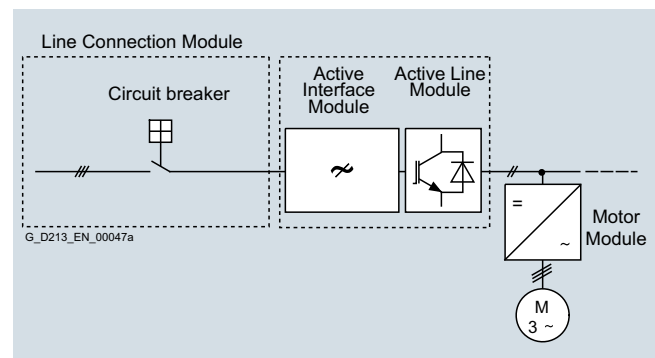 Line Connection Module
Circuit breaker
Active
Interface
Module
Active Line
Module
G_D213_EN_00047a
=
~
Motor
Module
M
3 ~